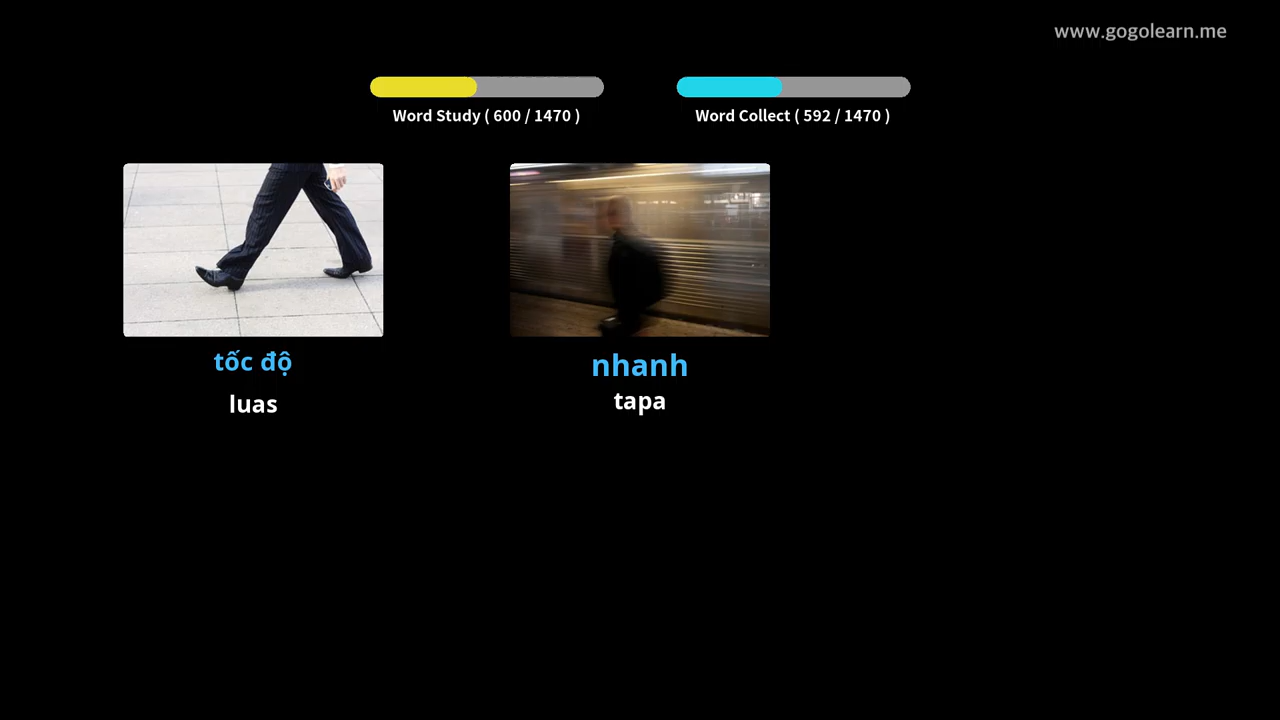 www.gogolearn.me
Word Study ( 600 / 1470 )
Word Collect ( 592 / 1470 )
tốc độ
luas
nhanh
tapa